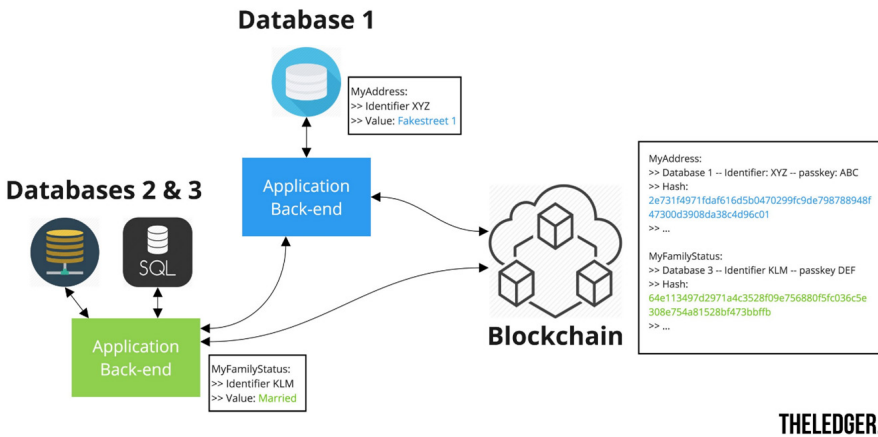 Database 1
MyAddress:
>> Identifier XYZ
>> Value: Fakestreet 1
Application
Back-end
Databases 2 & 3
SQL
Application
Back-end
MyFamilyStatus:
>> Identifier KLM
>> Value: Married
Blockchain
MyAddress:
>> Database 1 -- Identifier: XYZ -- passkey: ABC
>> Hash:
2e731f4971fdaf616d5b0470299fc9de798788948f
47300d3908da38c4d96c01
>> ...
MyFamilyStatus:
>> Database 3 -- Identifier KLM -- passkey DEF
>> Hash:
64e113497d2971a4c3528f09e756880f5fc036c5e
308e754a81528bf473bbffb
>> ...
THELEDGER